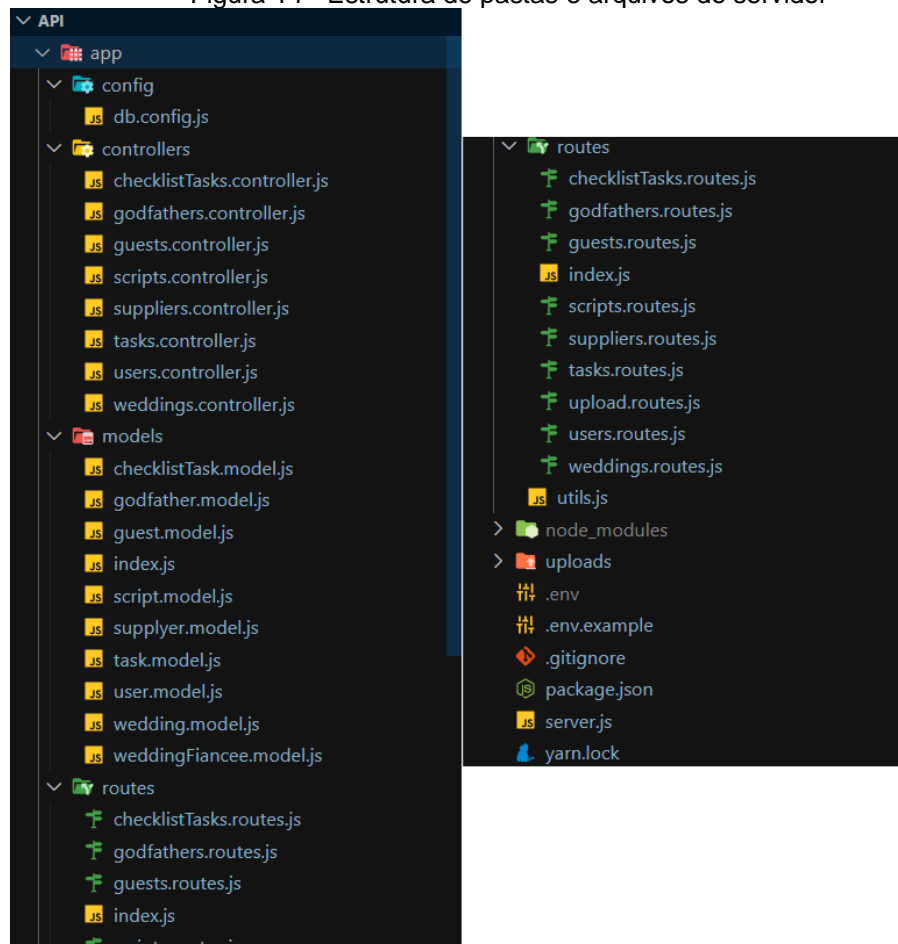 API
app
config
db.config.js
controllers
checklistTasks.controller.js
godfathers.controller.js
guests.controller.js
scripts.controller.js
suppliers.controller.js
tasks.controller.js
users.controller.js
weddings.controller.js
models
checklistTask.model.js
godfather.model.js
guest.model.js
index.js
script.model.js
supplyer.model.js
task.model.js
user.model.js
wedding.model.js
weddingFiancee.model.js
routes
checklistTasks.routes.js
godfathers.routes.js
guests.routes.js
index.js
routes
checklistTasks.routes.js
godfathers.routes.js
guests.routes.js
index.js
scripts.routes.js
suppliers.routes.js
tasks.routes.js
upload.routes.js
users.routes.js
weddings.routes.js
utils.js
node_modules
uploads
.env
.env.example
.gitignore
package.json
server.js
yarn.lock